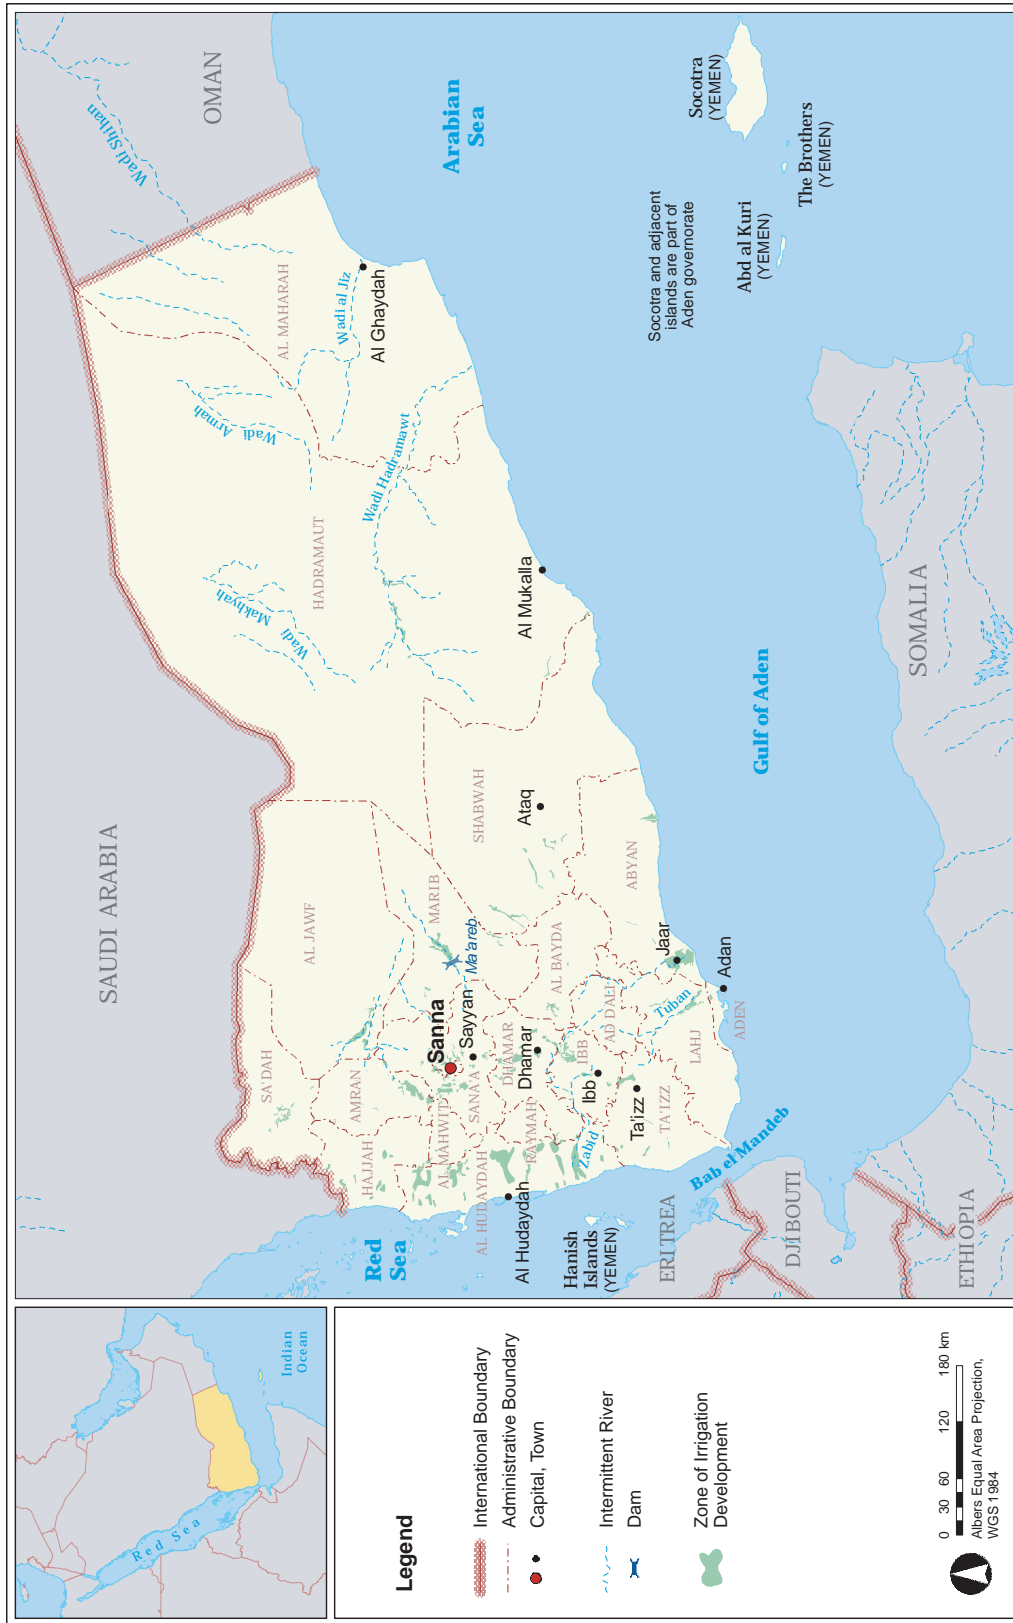 SAUDI ARABIA
OMAN
Wadi Shihan
AL MAHARAH
Wadi
Armah
Wadi al Jiz
Al Ghaydah
Arabian
Sea
HADRAMAUT
Wadi
Makhyah
Wadi Hadramawt
Al Mukalla
SA'DAH
AL JAWF
MARIB
Ma'areb
SHABWAH
Ataq
HAJJAH
AMRAN
Sanna
Sayyan
AL MAHWIT
SANA'A
AL HUDAYDAH
RAYMAH
DHAMAR
Dhamar
AL BAYDA
ABYAN
Al Hudaydah
Zabid
Ibb
IBB
AD DALI
Ta'izz
TA'IZZ
Tuban
LAHJ
Jaar
Adan
ADEN
Red
Sea
Hanish
Islands
(YEMEN)
Bab el Mandeb
ERITREA
DJIBOUTI
ETHIOPIA
Gulf of Aden
SOMALIA
Socotra and adjacent
islands are part of
Aden governorate
Socotra
(YEMEN)
Abd al Kuri
(YEMEN)
The Brothers
(YEMEN)
Red Sea
Indian
Ocean
Legend
International Boundary
Administrative Boundary
Capital, Town
Intermittent River
Dam
Zone of Irrigation
Development
0 30 60 120 180 km
Albers Equal Area Projection,
WGS 1984